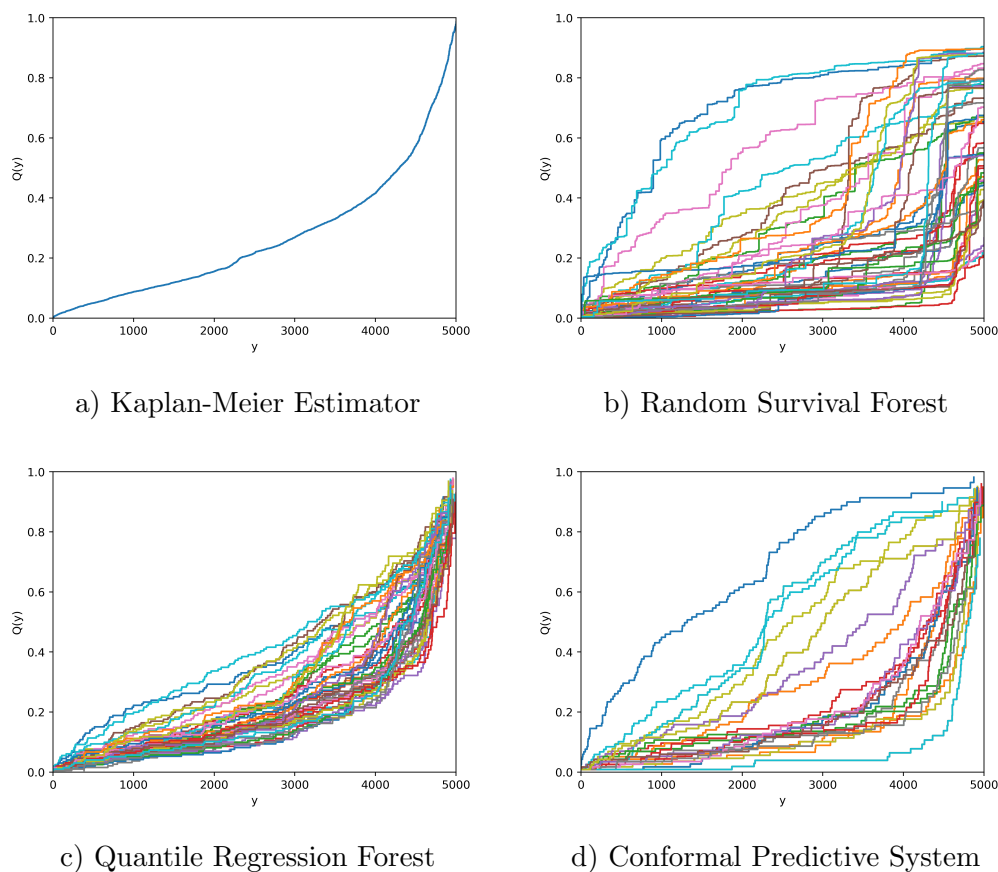 1.0
0.8
0.6
0.4
0.2
0.0
Q(y)
0 1000 2000 3000 4000 5000
y
a) Kaplan-Meier Estimator
1.0
0.8
0.6
0.4
0.2
0.0
Q(y)
0 1000 2000 3000 4000 5000
y
b) Random Survival Forest
1.0
0.8
0.6
0.4
0.2
0.0
Q(y)
0 1000 2000 3000 4000 5000
y
c) Quantile Regression Forest
1.0
0.8
0.6
0.4
0.2
0.0
Q(y)
0 1000 2000 3000 4000 5000
y
d) Conformal Predictive System